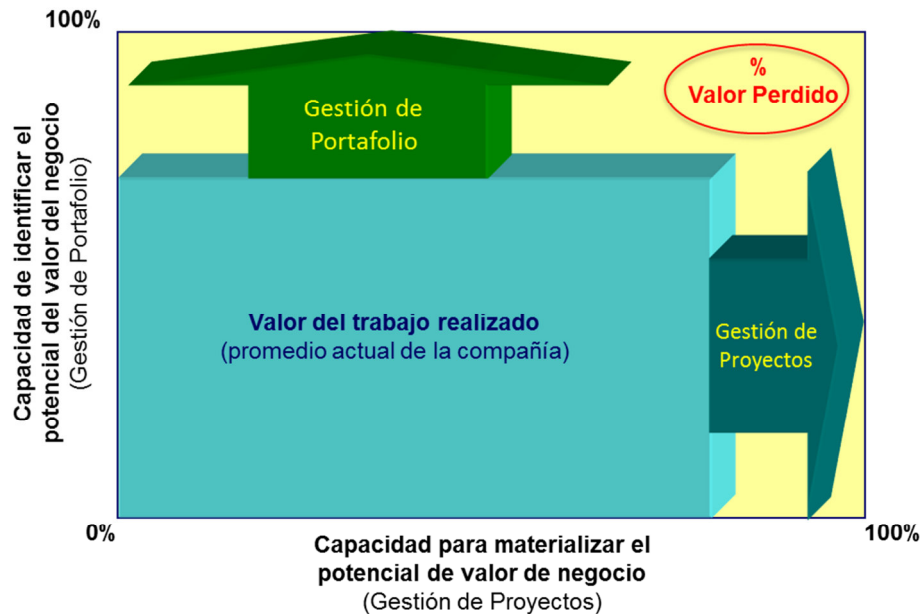 100%
%
Valor Perdido
Gestión de
Portafolio
Capacidad de identificar el
potencial del valor del negocio
(Gestión de Portafolio)
Valor del trabajo realizado
(promedio actual de la compañía)
Gestión de
Proyectos
0%
100%
Capacidad para materializar el
potencial de valor de negocio
(Gestión de Proyectos)